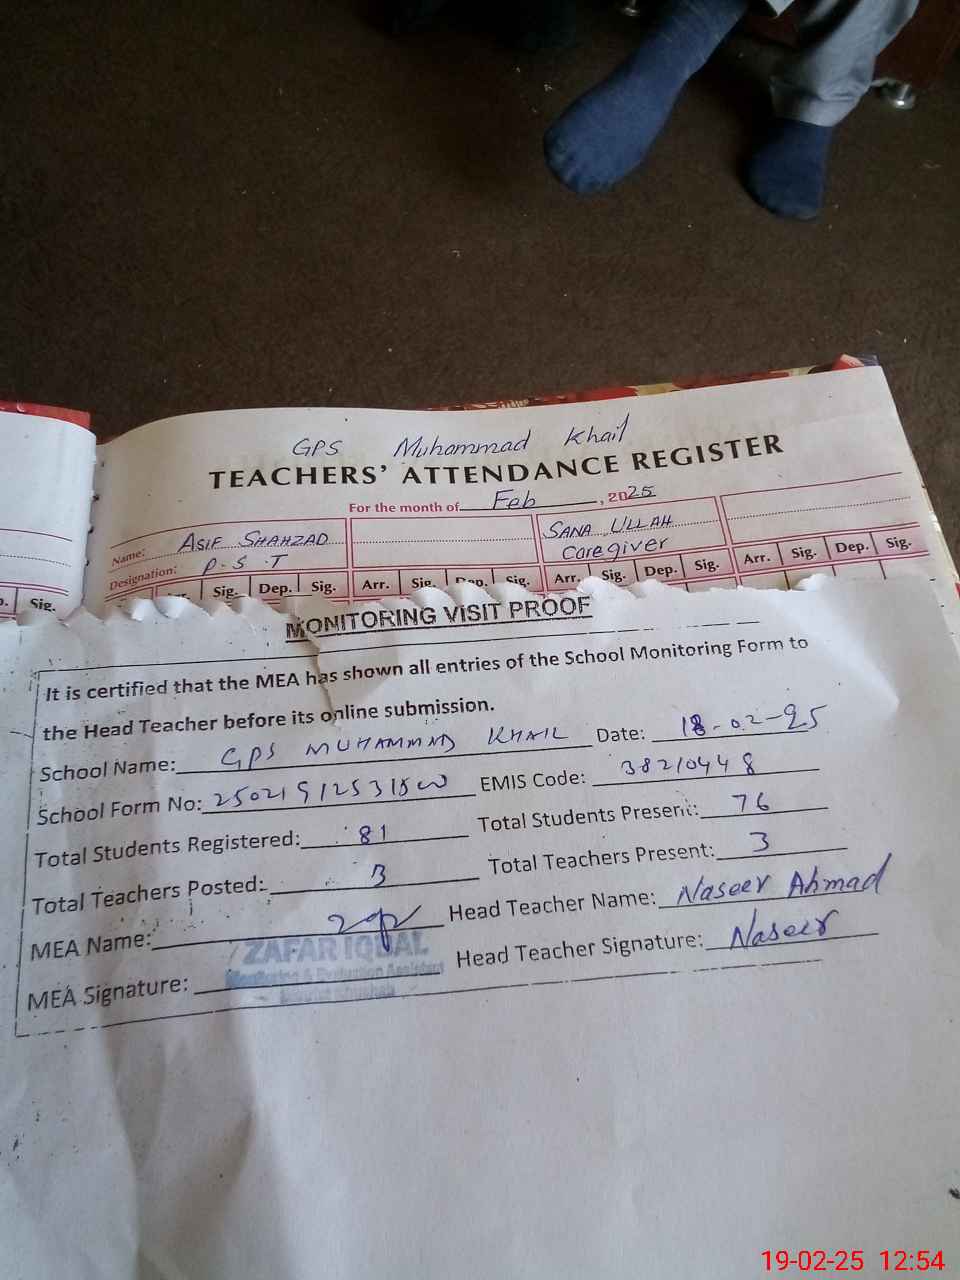 GPS Muhammad Khail
TEACHERS' ATTENDANCE REGISTER
For the month of Feb, 2025
Name: ASIF SHAHZAD SANA ULLAH
Designation: P.S.T Caregiver
Sig. Dep. Sig. Arr. Sig. Dep. Sig. Arr. Sig. Dep. Sig. Arr. Sig. Dep. Sig.
Sig.
MONITORING VISIT PROOF
It is certified that the MEA has shown all entries of the School Monitoring Form to
the Head Teacher before its online submission.
School Name: GPS MUHAMMAD KHAIL Date: 18-02-25
School Form No: EMIS Code: 38210448
Total Students Registered: 81 Total Students Present: 76
Total Teachers Posted: 3 Total Teachers Present: 3
MEA Name: Head Teacher Name: Naseer Ahmad
ZAFAR IQBAL
Monitoring & Evaluation Assistant
MEA Signature: Head Teacher Signature: Naseer
19-02-25 12:54